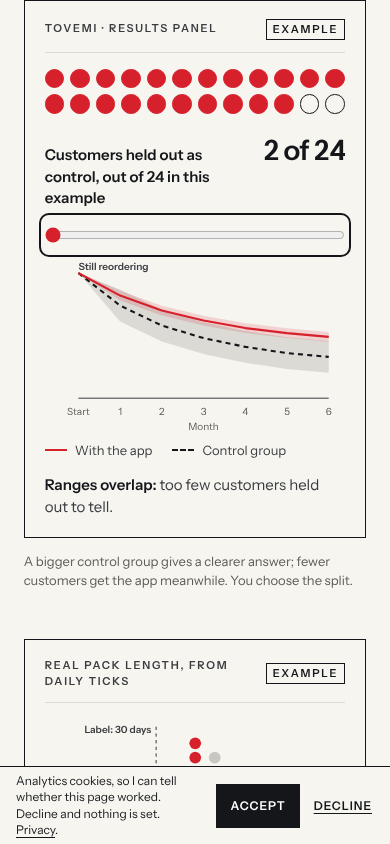 TOVEMI · RESULTS PANEL
EXAMPLE
Customers held out as
control, out of 24 in this
example
2 of 24
Still reordering
Start 1 2 3 4 5 6
Month
With the app
Control group
Ranges overlap: too few customers held
out to tell.
A bigger control group gives a clearer answer; fewer
customers get the app meanwhile. You choose the split.
REAL PACK LENGTH, FROM
DAILY TICKS
EXAMPLE
Label: 30 days
Analytics cookies, so I can tell
whether this page worked.
Decline and nothing is set.
Privacy.
ACCEPT
DECLINE